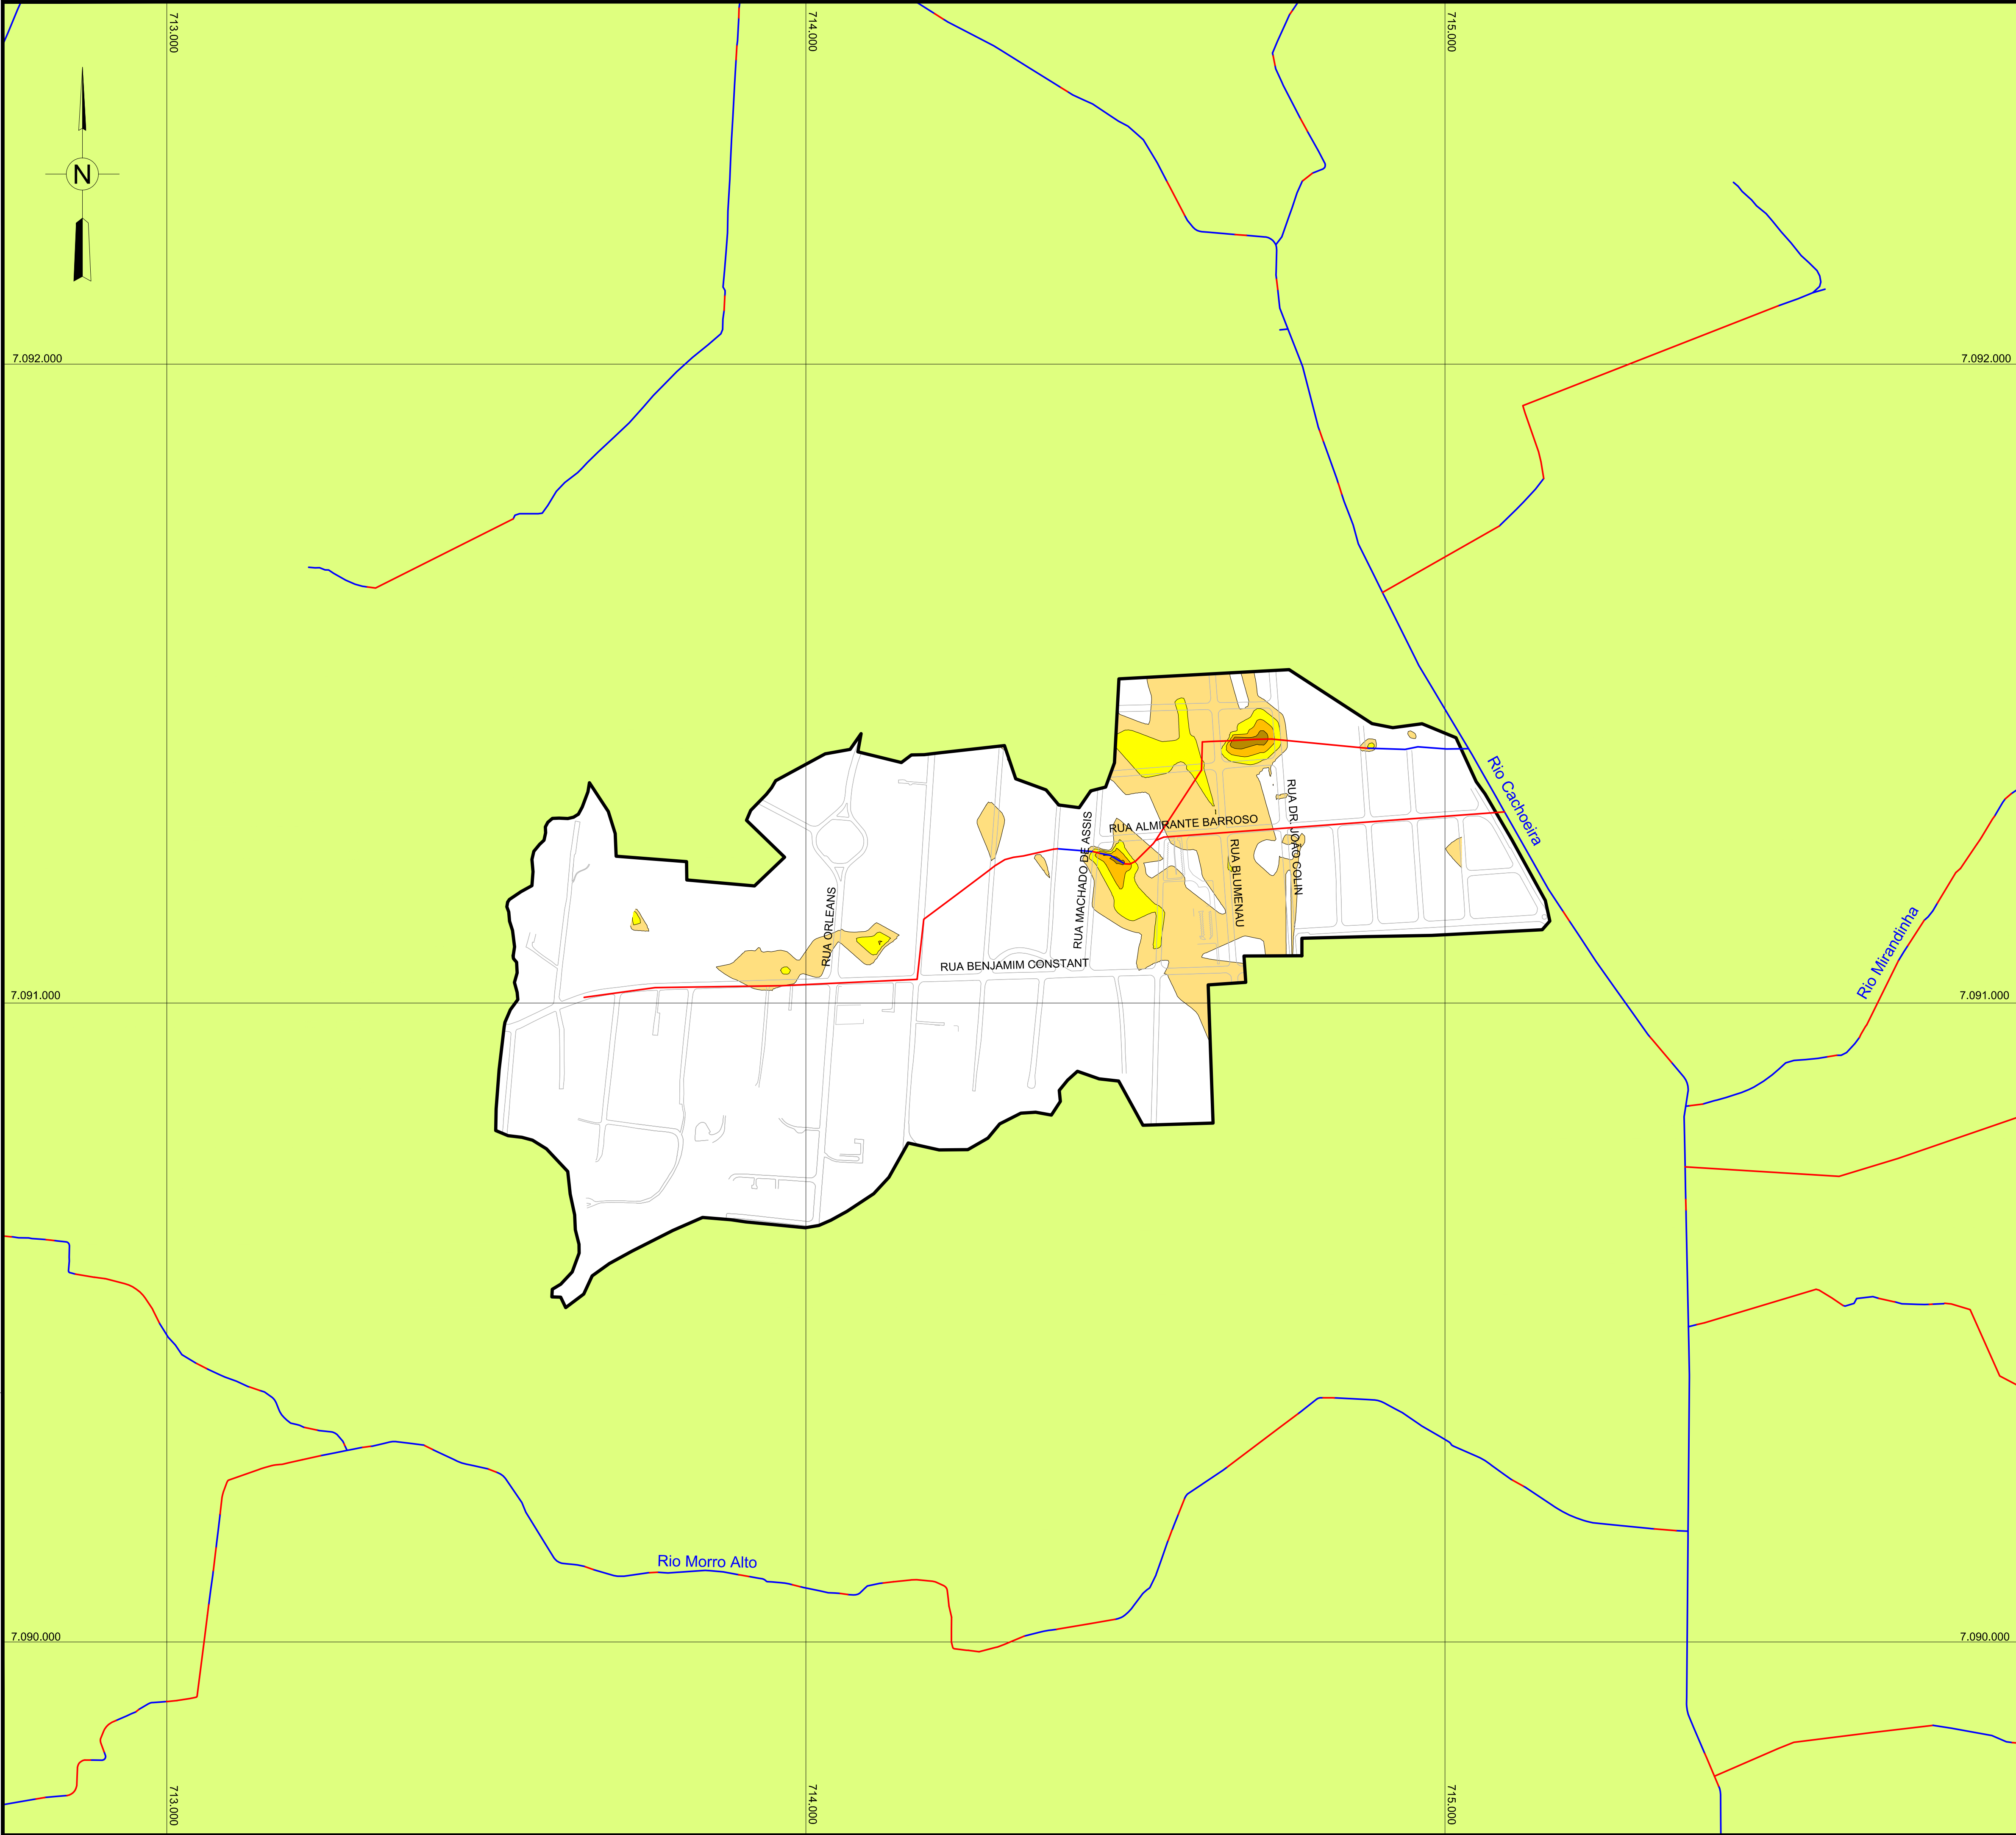 713.000
714.000
715.000
N
7.092.000
7.092.000
Rio Cachoeira
RUA DR. JOÃO COLIN
RUA MACHADO DE ASSIS
RUA ALMIRANTE BARROSO
RUA BLUMENAU
RUA ORLEANS
Rio Mirandinha
RUA BENJAMIM CONSTANT
7.091.000
7.091.000
Rio Morro Alto
7.090.000
7.090.000
713.000
714.000
715.000